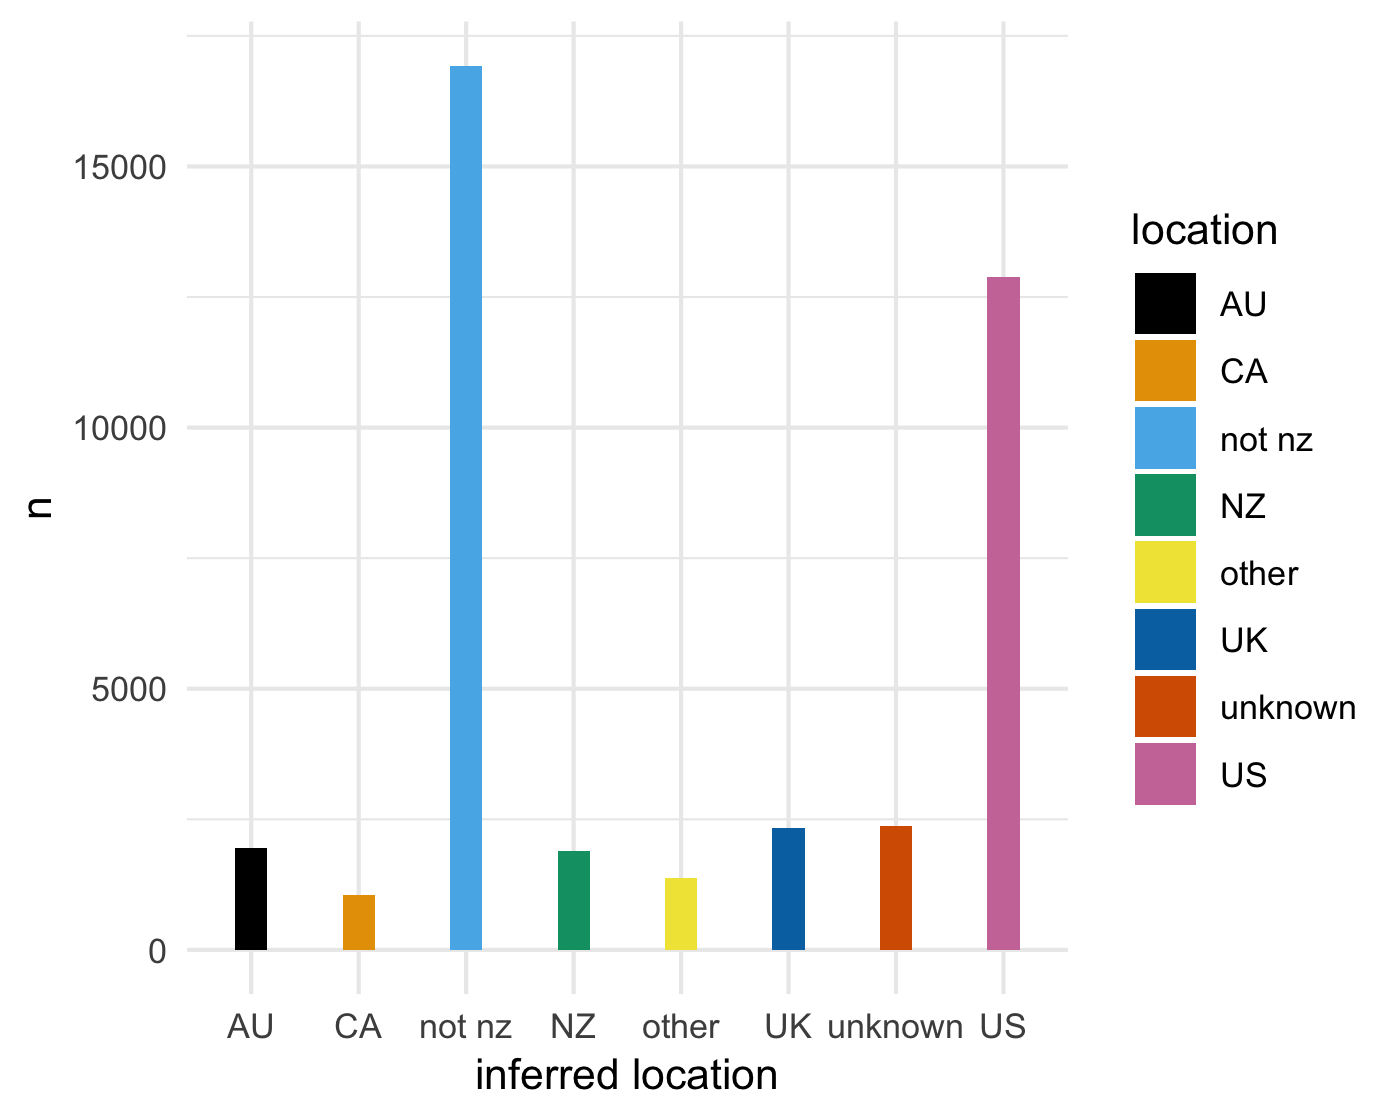 15000
10000
5000
0
n
AU CA not nz NZ other UK unknown US
inferred location
location
AU
CA
not nz
NZ
other
UK
unknown
US